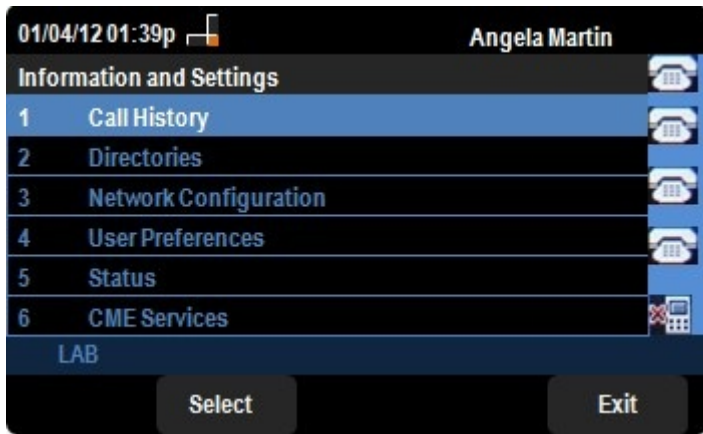 01/04/12 01:39p Angela Martin
Information and Settings
1 Call History
2 Directories
3 Network Configuration
4 User Preferences
5 Status
6 CME Services
LAB
Select Exit